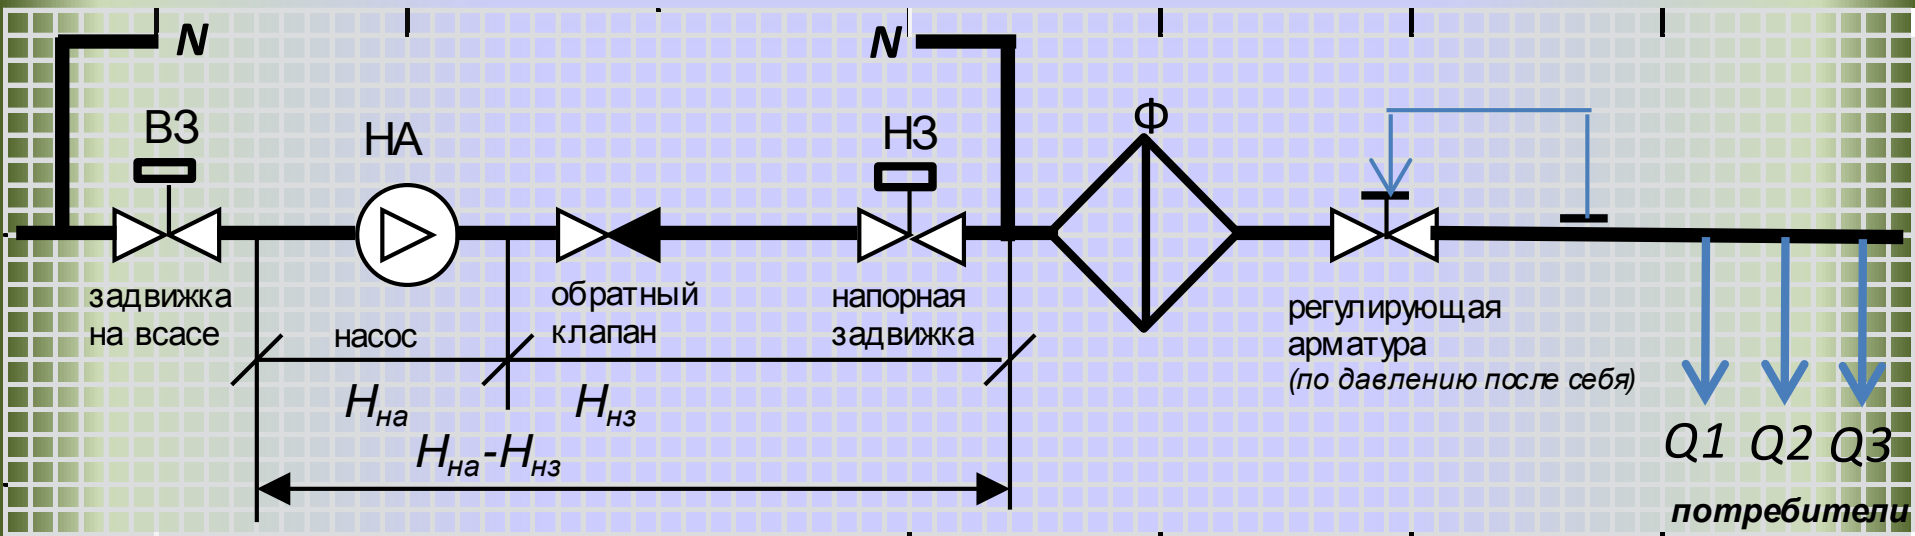 N
N
ВЗ
НА
НЗ
Ф
задвижка
на всасе
насос
обратный
клапан
напорная
задвижка
регулирующая
арматура
(по давлению после себя)
Hна
Hнз
Hна-Hнз
Q1 Q2 Q3
потребители